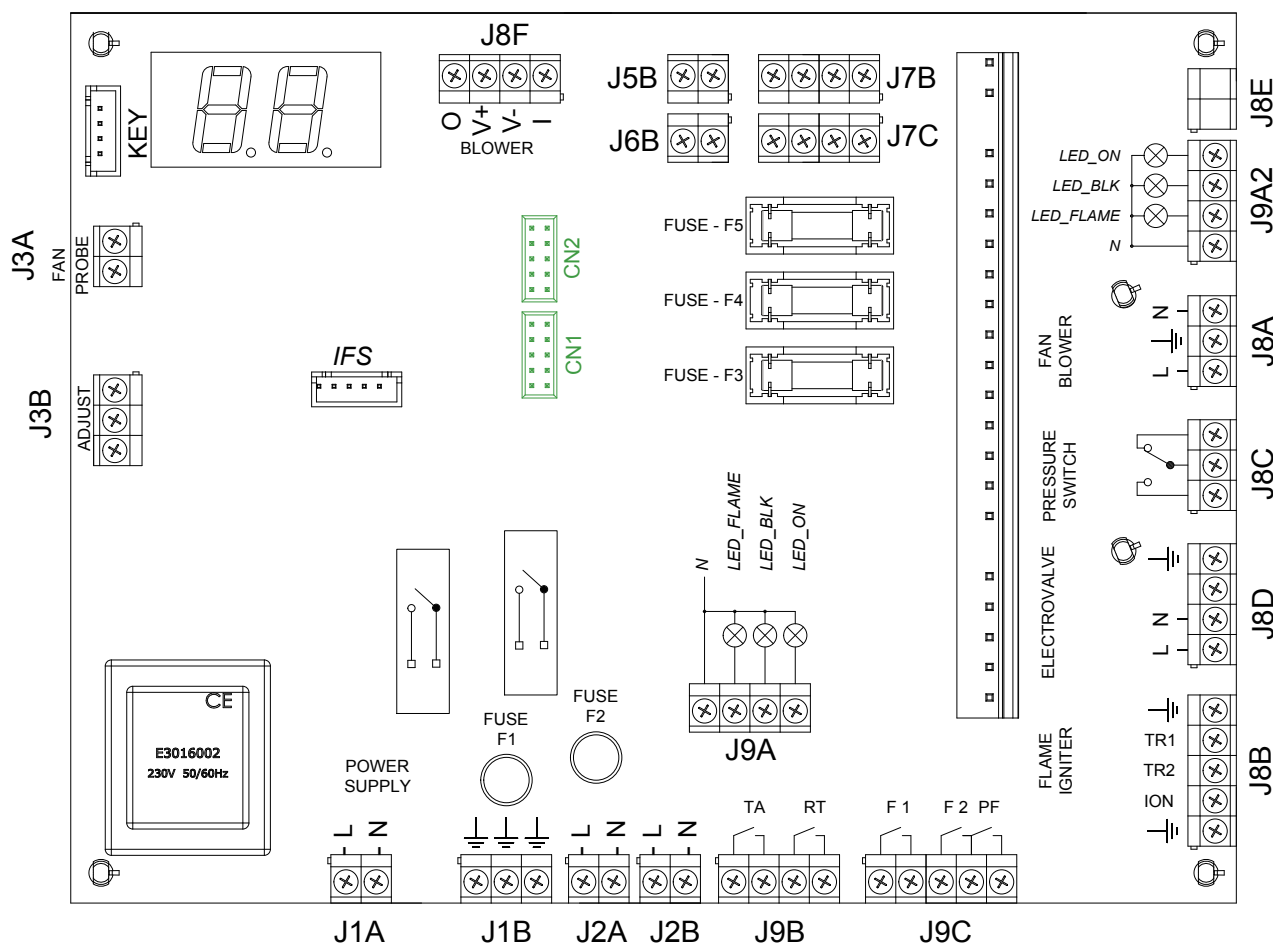 J8F
O
V+
V-
I
BLOWER
KEY
J5B
J7B
J6B
J7C
J8E
LED_ON
LED_BLK
LED_FLAME
N
J9A2
J3A
FAN
PROBE
CN2
FUSE - F5
FUSE - F4
FUSE - F3
CN1
IFS
J3B
ADJUST
N
L
FAN
BLOWER
J8A
PRESSURE
SWITCH
J8C
N
LED_FLAME
LED_BLK
LED_ON
J9A
ELECTROVALVE
N
L
J8D
CE
E3016002
230V 50/60Hz
POWER
SUPPLY
FUSE
F1
FUSE
F2
FLAME
IGNITER
TR1
TR2
ION
J8B
L
N
L
N
L
N
TA
RT
F 1
F 2
PF
J1A
J1B
J2A
J2B
J9B
J9C